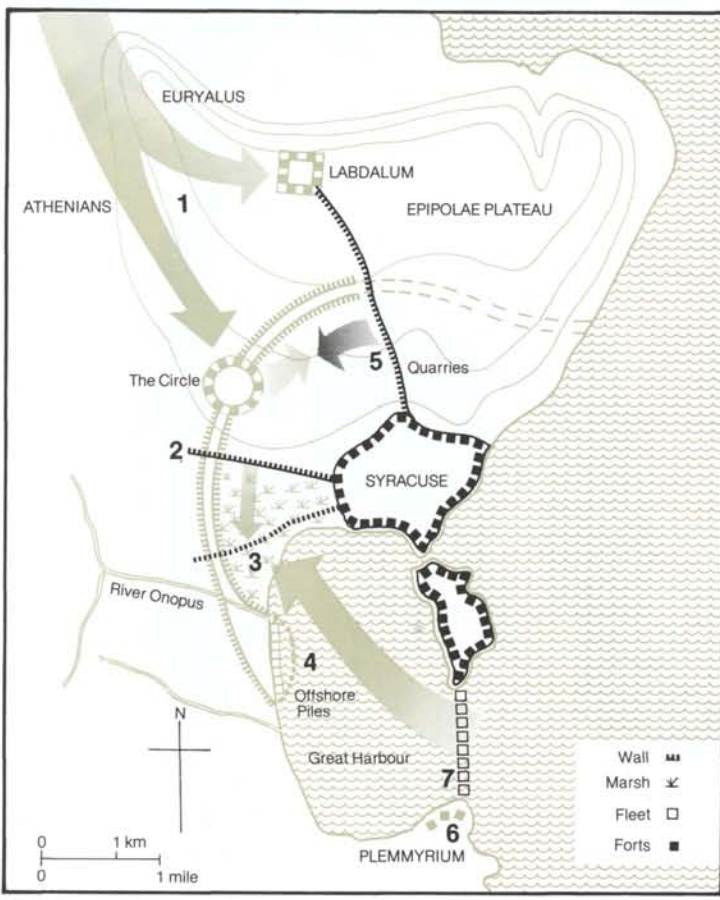 EURYALUS
LABDALUM
ATHENIANS
1
EPIPOLAE PLATEAU
5
Quarries
The Circle
2
SYRACUSE
3
River Onopus
4
Offshore
Piles
N
Great Harbour
7
6
PLEMMYRIUM
0 1 km
0 1 mile
Wall
Marsh
Fleet
Forts